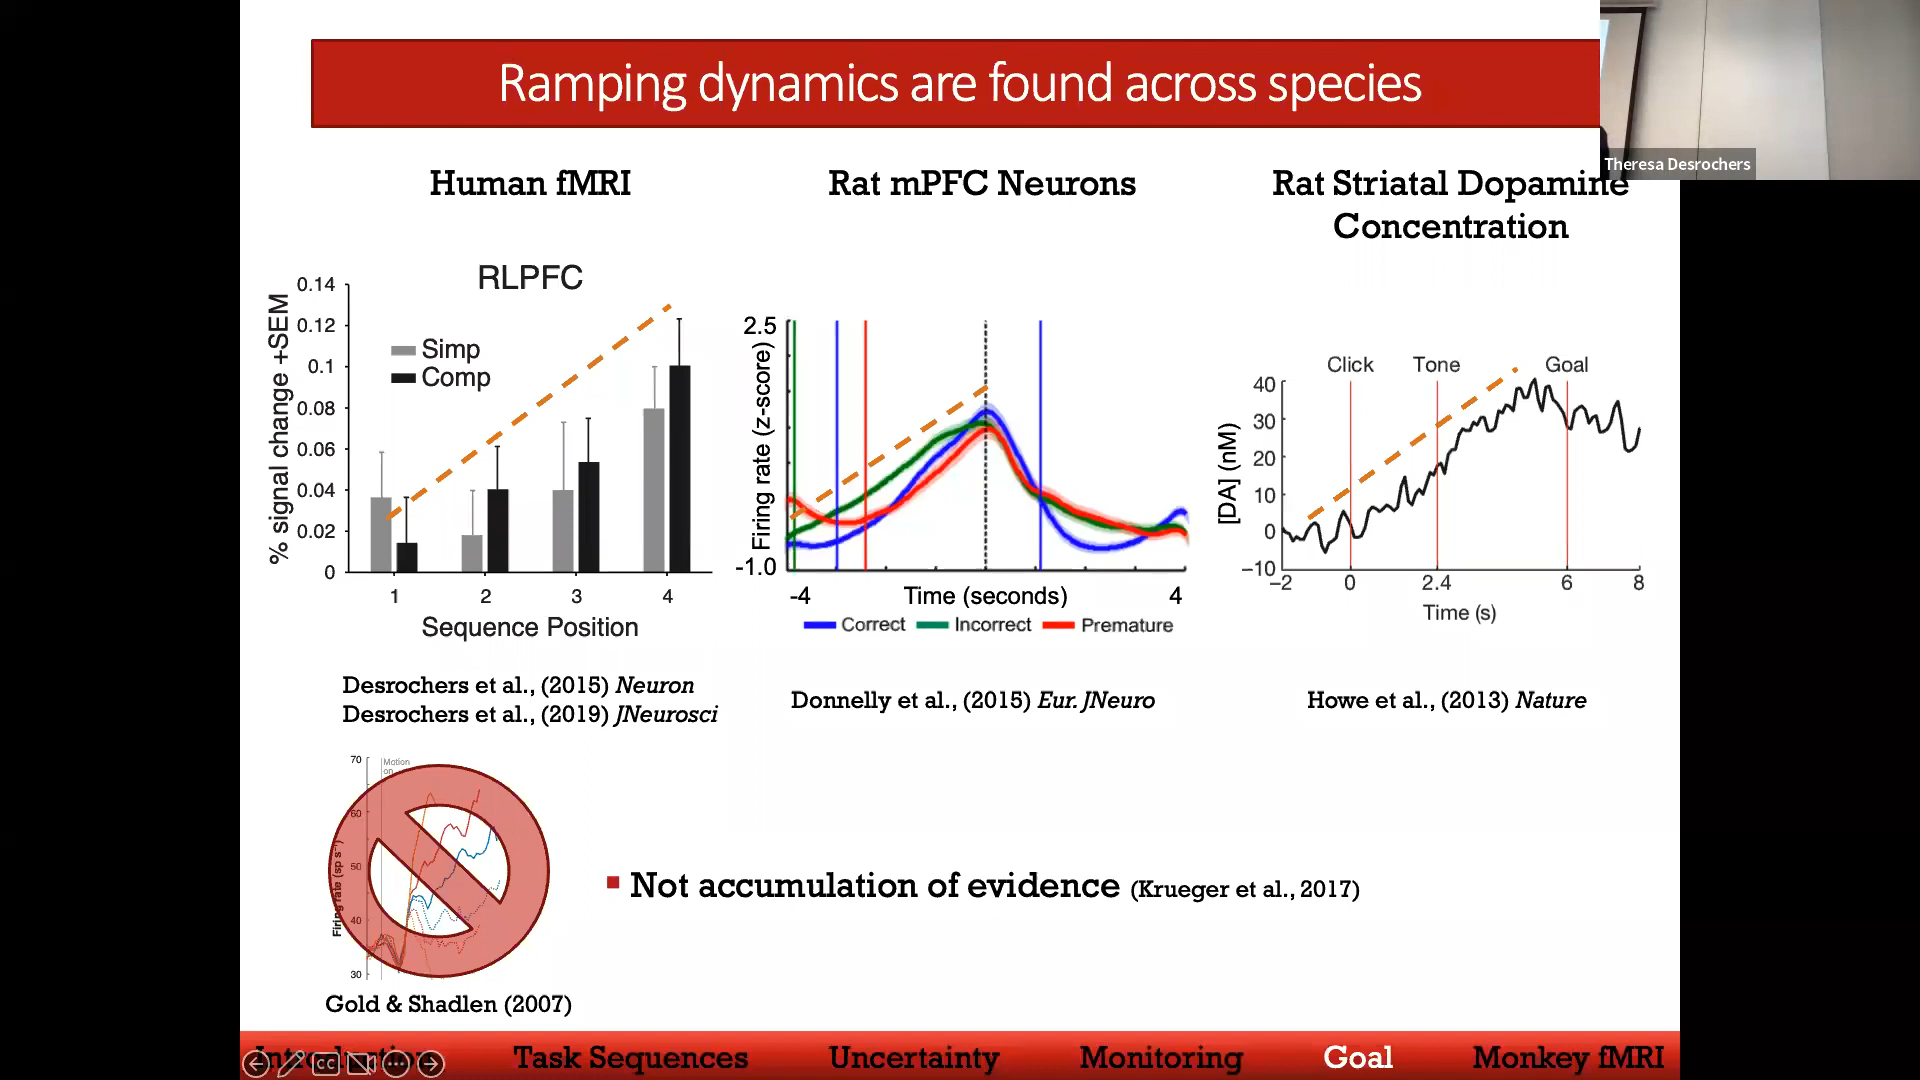 Ramping dynamics are found across species
Theresa Desrochers
Human fMRI
Rat mPFC Neurons
Rat Striatal Dopamine
Concentration
RLPFC
% signal change +SEM
0.14
0.12
0.1
0.08
0.06
0.04
0.02
0
Simp
Comp
1 2 3 4
Sequence Position
Firing rate (z-score)
2.5
-1.0
-4 Time (seconds) 4
Correct Incorrect Premature
Click Tone Goal
[DA] (nM)
40
30
20
10
0
−10
−2 0 2.4 6 8
Time (s)
Desrochers et al., (2015) Neuron
Desrochers et al., (2019) JNeurosci
Donnelly et al., (2015) Eur. JNeuro
Howe et al., (2013) Nature
Motion
on
Firing rate (sp s⁻¹)
70
60
50
40
30
Gold & Shadlen (2007)
Not accumulation of evidence (Krueger et al., 2017)
Introduction Task Sequences Uncertainty Monitoring Goal Monkey fMRI
CC